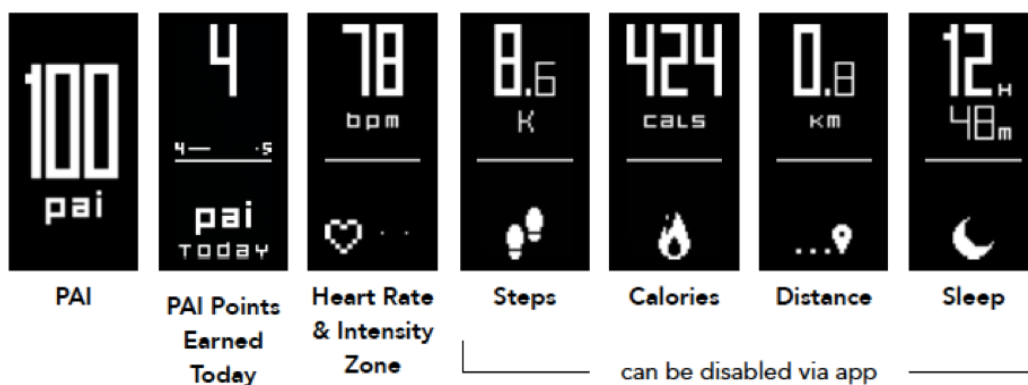 100
pai
4
4 5
pai
TODAY
78
bpm
8.6
K
424
CALS
0.8
KM
12H
48m
PAI
PAI Points
Earned
Today
Heart Rate
& Intensity
Zone
Steps
Calories
Distance
Sleep
can be disabled via app